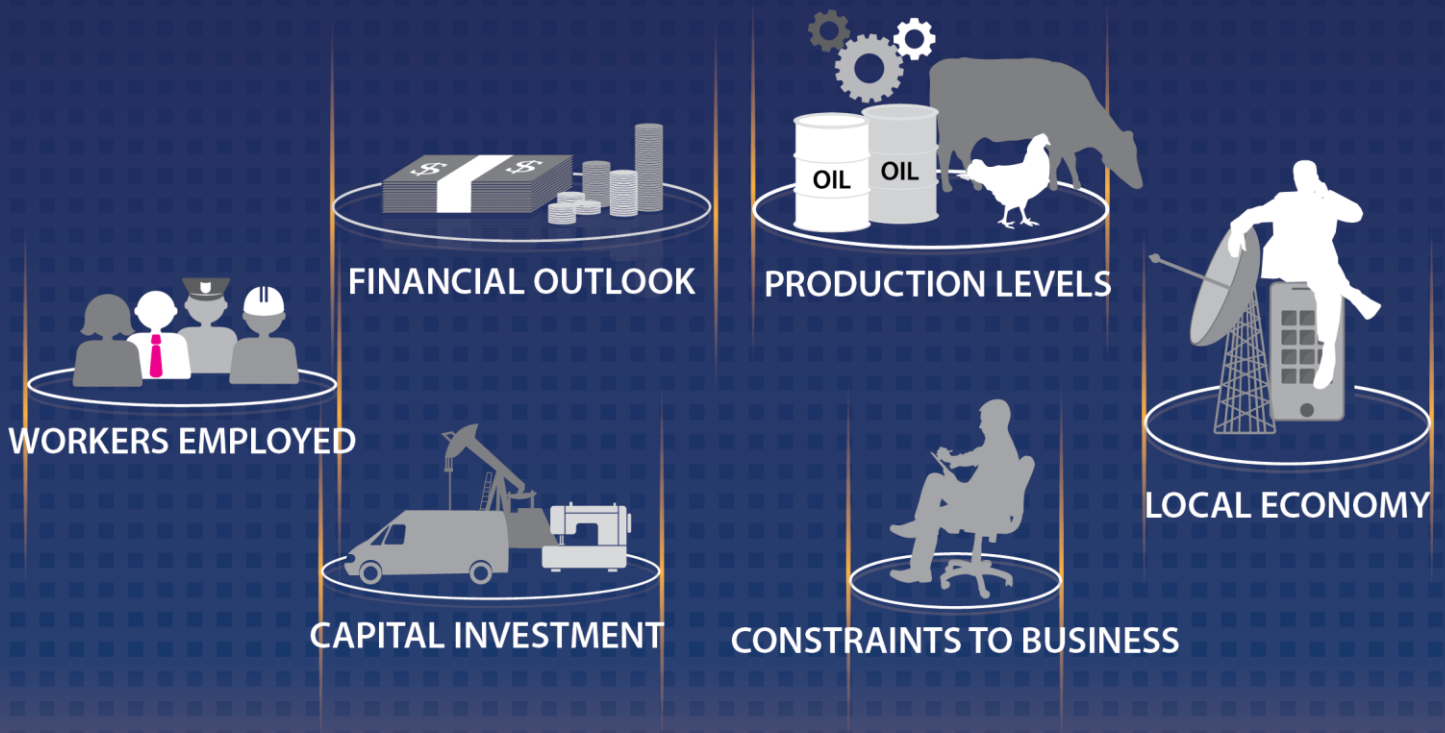 $ $
OIL
OIL
FINANCIAL OUTLOOK
PRODUCTION LEVELS
WORKERS EMPLOYED
LOCAL ECONOMY
CAPITAL INVESTMENT
CONSTRAINTS TO BUSINESS